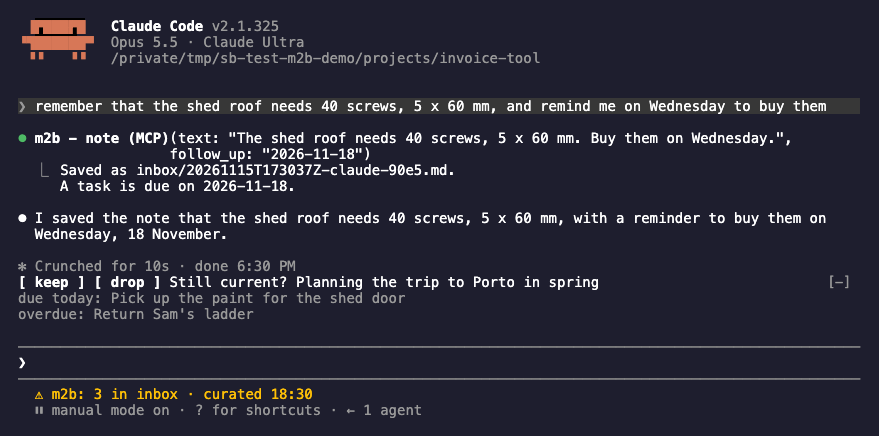 Claude Code v2.1.325
Opus 5.5 · Claude Ultra
/private/tmp/sb-test-m2b-demo/projects/invoice-tool
❯ remember that the shed roof needs 40 screws, 5 x 60 mm, and remind me on Wednesday to buy them
● m2b - note (MCP)(text: "The shed roof needs 40 screws, 5 x 60 mm. Buy them on Wednesday.",
follow_up: "2026-11-18")
⎿ Saved as inbox/20261115T173037Z-claude-90e5.md.
A task is due on 2026-11-18.
● I saved the note that the shed roof needs 40 screws, 5 x 60 mm, with a reminder to buy them on
Wednesday, 18 November.
✻ Crunched for 10s · done 6:30 PM
[ keep ] [ drop ] Still current? Planning the trip to Porto in spring [-]
due today: Pick up the paint for the shed door
overdue: Return Sam's ladder
❯
⚠ m2b: 3 in inbox · curated 18:30
⏸ manual mode on · ? for shortcuts · ← 1 agent